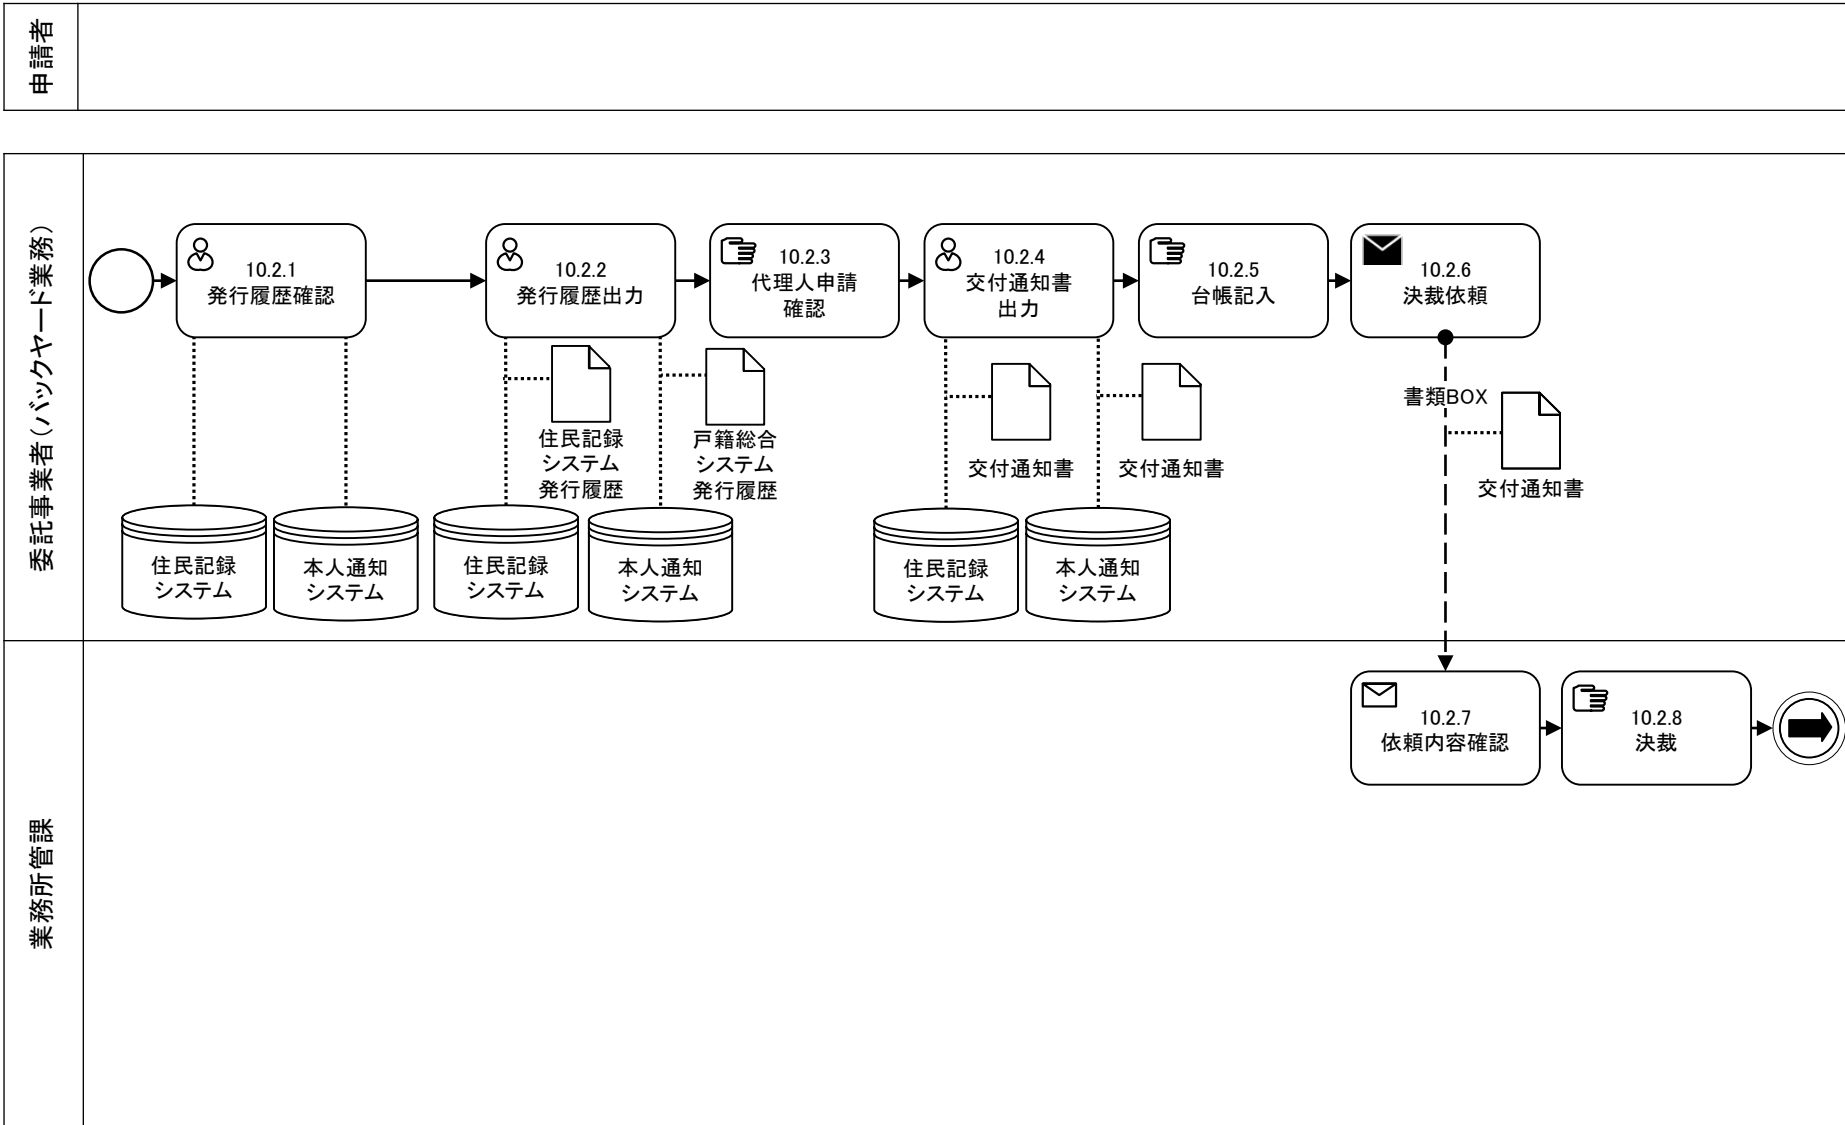 申請者
委託事業者（バックヤード業務）
10.2.1
発行履歴確認
10.2.2
発行履歴出力
10.2.3
代理人申請
確認
10.2.4
交付通知書
出力
10.2.5
台帳記入
10.2.6
決裁依頼
住民記録
システム
発行履歴
戸籍総合
システム
発行履歴
交付通知書
交付通知書
書類BOX
交付通知書
住民記録
システム
本人通知
システム
住民記録
システム
本人通知
システム
住民記録
システム
本人通知
システム
業務所管課
10.2.7
依頼内容確認
10.2.8
決裁